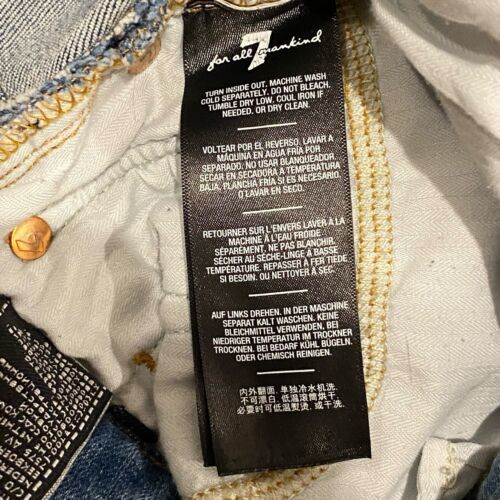 7
for all mankind
TURN INSIDE OUT. MACHINE WASH
COLD SEPARATELY. DO NOT BLEACH.
TUMBLE DRY LOW. COOL IRON IF
NEEDED. OR DRY CLEAN.
VOLTEAR POR EL REVERSO. LAVAR A
MÁQUINA EN AGUA FRÍA POR
SEPARADO. NO USAR BLANQUEADOR.
SECAR EN SECADORA A TEMPERATURA
BAJA. PLANCHA FRÍA SI ES NECESARIO.
O LAVAR EN SECO.
RETOURNER SUR L'ENVERS LAVER À LA
MACHINE À L'EAU FROIDE
SÉPARÉMENT. NE PAS BLANCHIR.
SÉCHER AU SÈCHE-LINGE À BASSE
TEMPÉRATURE. REPASSER À FER TIEDE
SI BESOIN. OU NETTOYER À SEC.
AUF LINKS DREHEN. IN DER MASCHINE
SEPARAT KALT WASCHEN. KEINE
BLEICHMITTEL VERWENDEN, BEI
NIEDRIGER TEMPERATUR IM TROCKNER
TROCKNEN. BEI BEDARF KÜHL BÜGELN.
ODER CHEMISCH REINIGEN.
内外翻面, 单独冷水机洗.
不可漂白. 低温滚筒烘干.
必要时可低温熨烫, 或干洗.